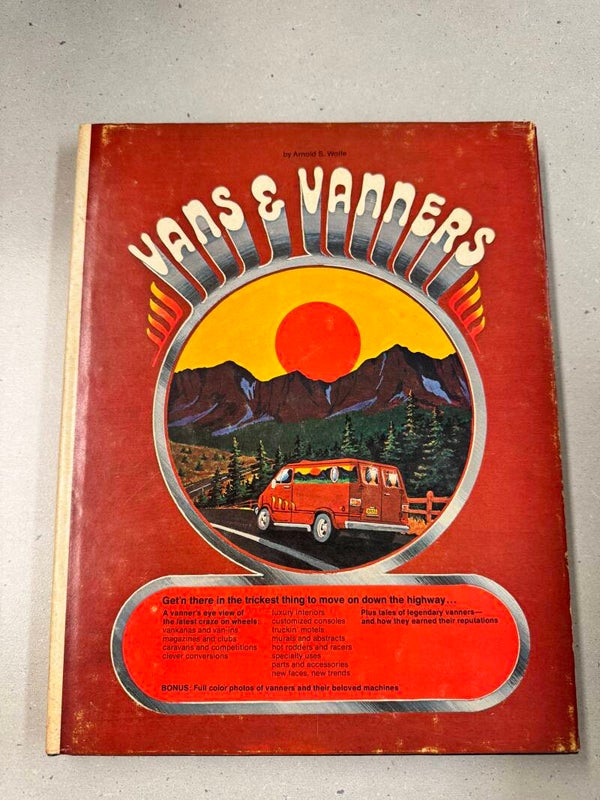 by Arnold S. Wolfe
VANS & VANNERS
Get'n there in the trickest thing to move on down the highway...
A vanner's eye view of
the latest craze on wheels:
vankanas and van-ins
magazines and clubs
caravans and competitions
clever conversions
luxury interiors
customized consoles
truckin' motels
murals and abstracts
hot rodders and racers
specialty uses
parts and accessories
new faces, new trends
Plus tales of legendary vanners—
and how they earned their reputations
BONUS: Full color photos of vanners and their beloved machines